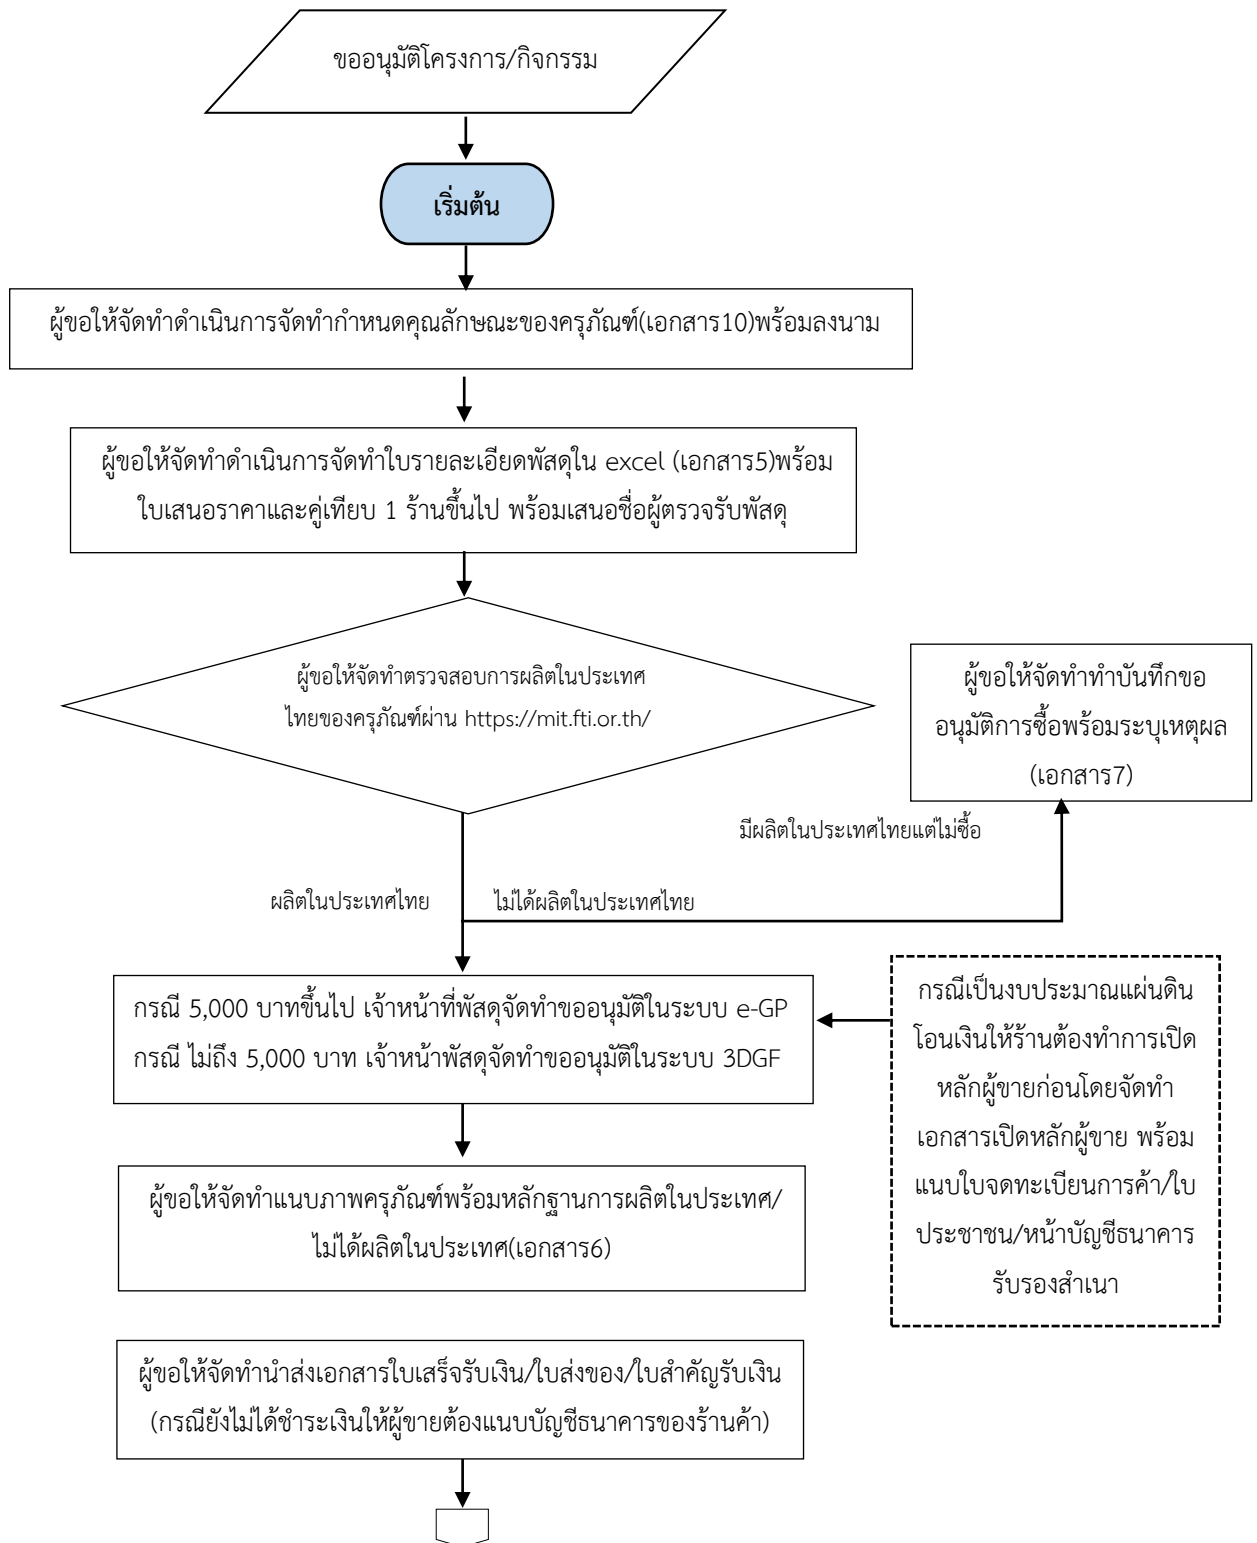 ขออนุมัติโครงการ/กิจกรรม
เริ่มต้น
ผู้ขอให้จัดทำดำเนินการจัดทำกำหนดคุณลักษณะของครุภัณฑ์(เอกสาร10)พร้อมลงนาม
ผู้ขอให้จัดทำดำเนินการจัดทำใบรายละเอียดพัสดุใน excel (เอกสาร5)พร้อม
ใบเสนอราคาและคู่เทียบ 1 ร้านขึ้นไป พร้อมเสนอชื่อผู้ตรวจรับพัสดุ
ผู้ขอให้จัดทำตรวจสอบการผลิตในประเทศ
ไทยของครุภัณฑ์ผ่าน https://mit.fti.or.th/
ผู้ขอให้จัดทำทำบันทึกขอ
อนุมัติการซื้อพร้อมระบุเหตุผล
(เอกสาร7)
มีผลิตในประเทศไทยแต่ไม่ซื้อ
ผลิตในประเทศไทย
ไม่ได้ผลิตในประเทศไทย
กรณี 5,000 บาทขึ้นไป เจ้าหน้าที่พัสดุจัดทำขออนุมัติในระบบ e-GP
กรณี ไม่ถึง 5,000 บาท เจ้าหน้าพัสดุจัดทำขออนุมัติในระบบ 3DGF
กรณีเป็นงบประมาณแผ่นดิน
โอนเงินให้ร้านต้องทำการเปิด
หลักผู้ขายก่อนโดยจัดทำ
เอกสารเปิดหลักผู้ขาย พร้อม
แนบใบจดทะเบียนการค้า/ใบ
ประชาชน/หน้าบัญชีธนาคาร
รับรองสำเนา
ผู้ขอให้จัดทำแนบภาพครุภัณฑ์พร้อมหลักฐานการผลิตในประเทศ/
ไม่ได้ผลิตในประเทศ(เอกสาร6)
ผู้ขอให้จัดทำนำส่งเอกสารใบเสร็จรับเงิน/ใบส่งของ/ใบสำคัญรับเงิน
(กรณียังไม่ได้ชำระเงินให้ผู้ขายต้องแนบบัญชีธนาคารของร้านค้า)